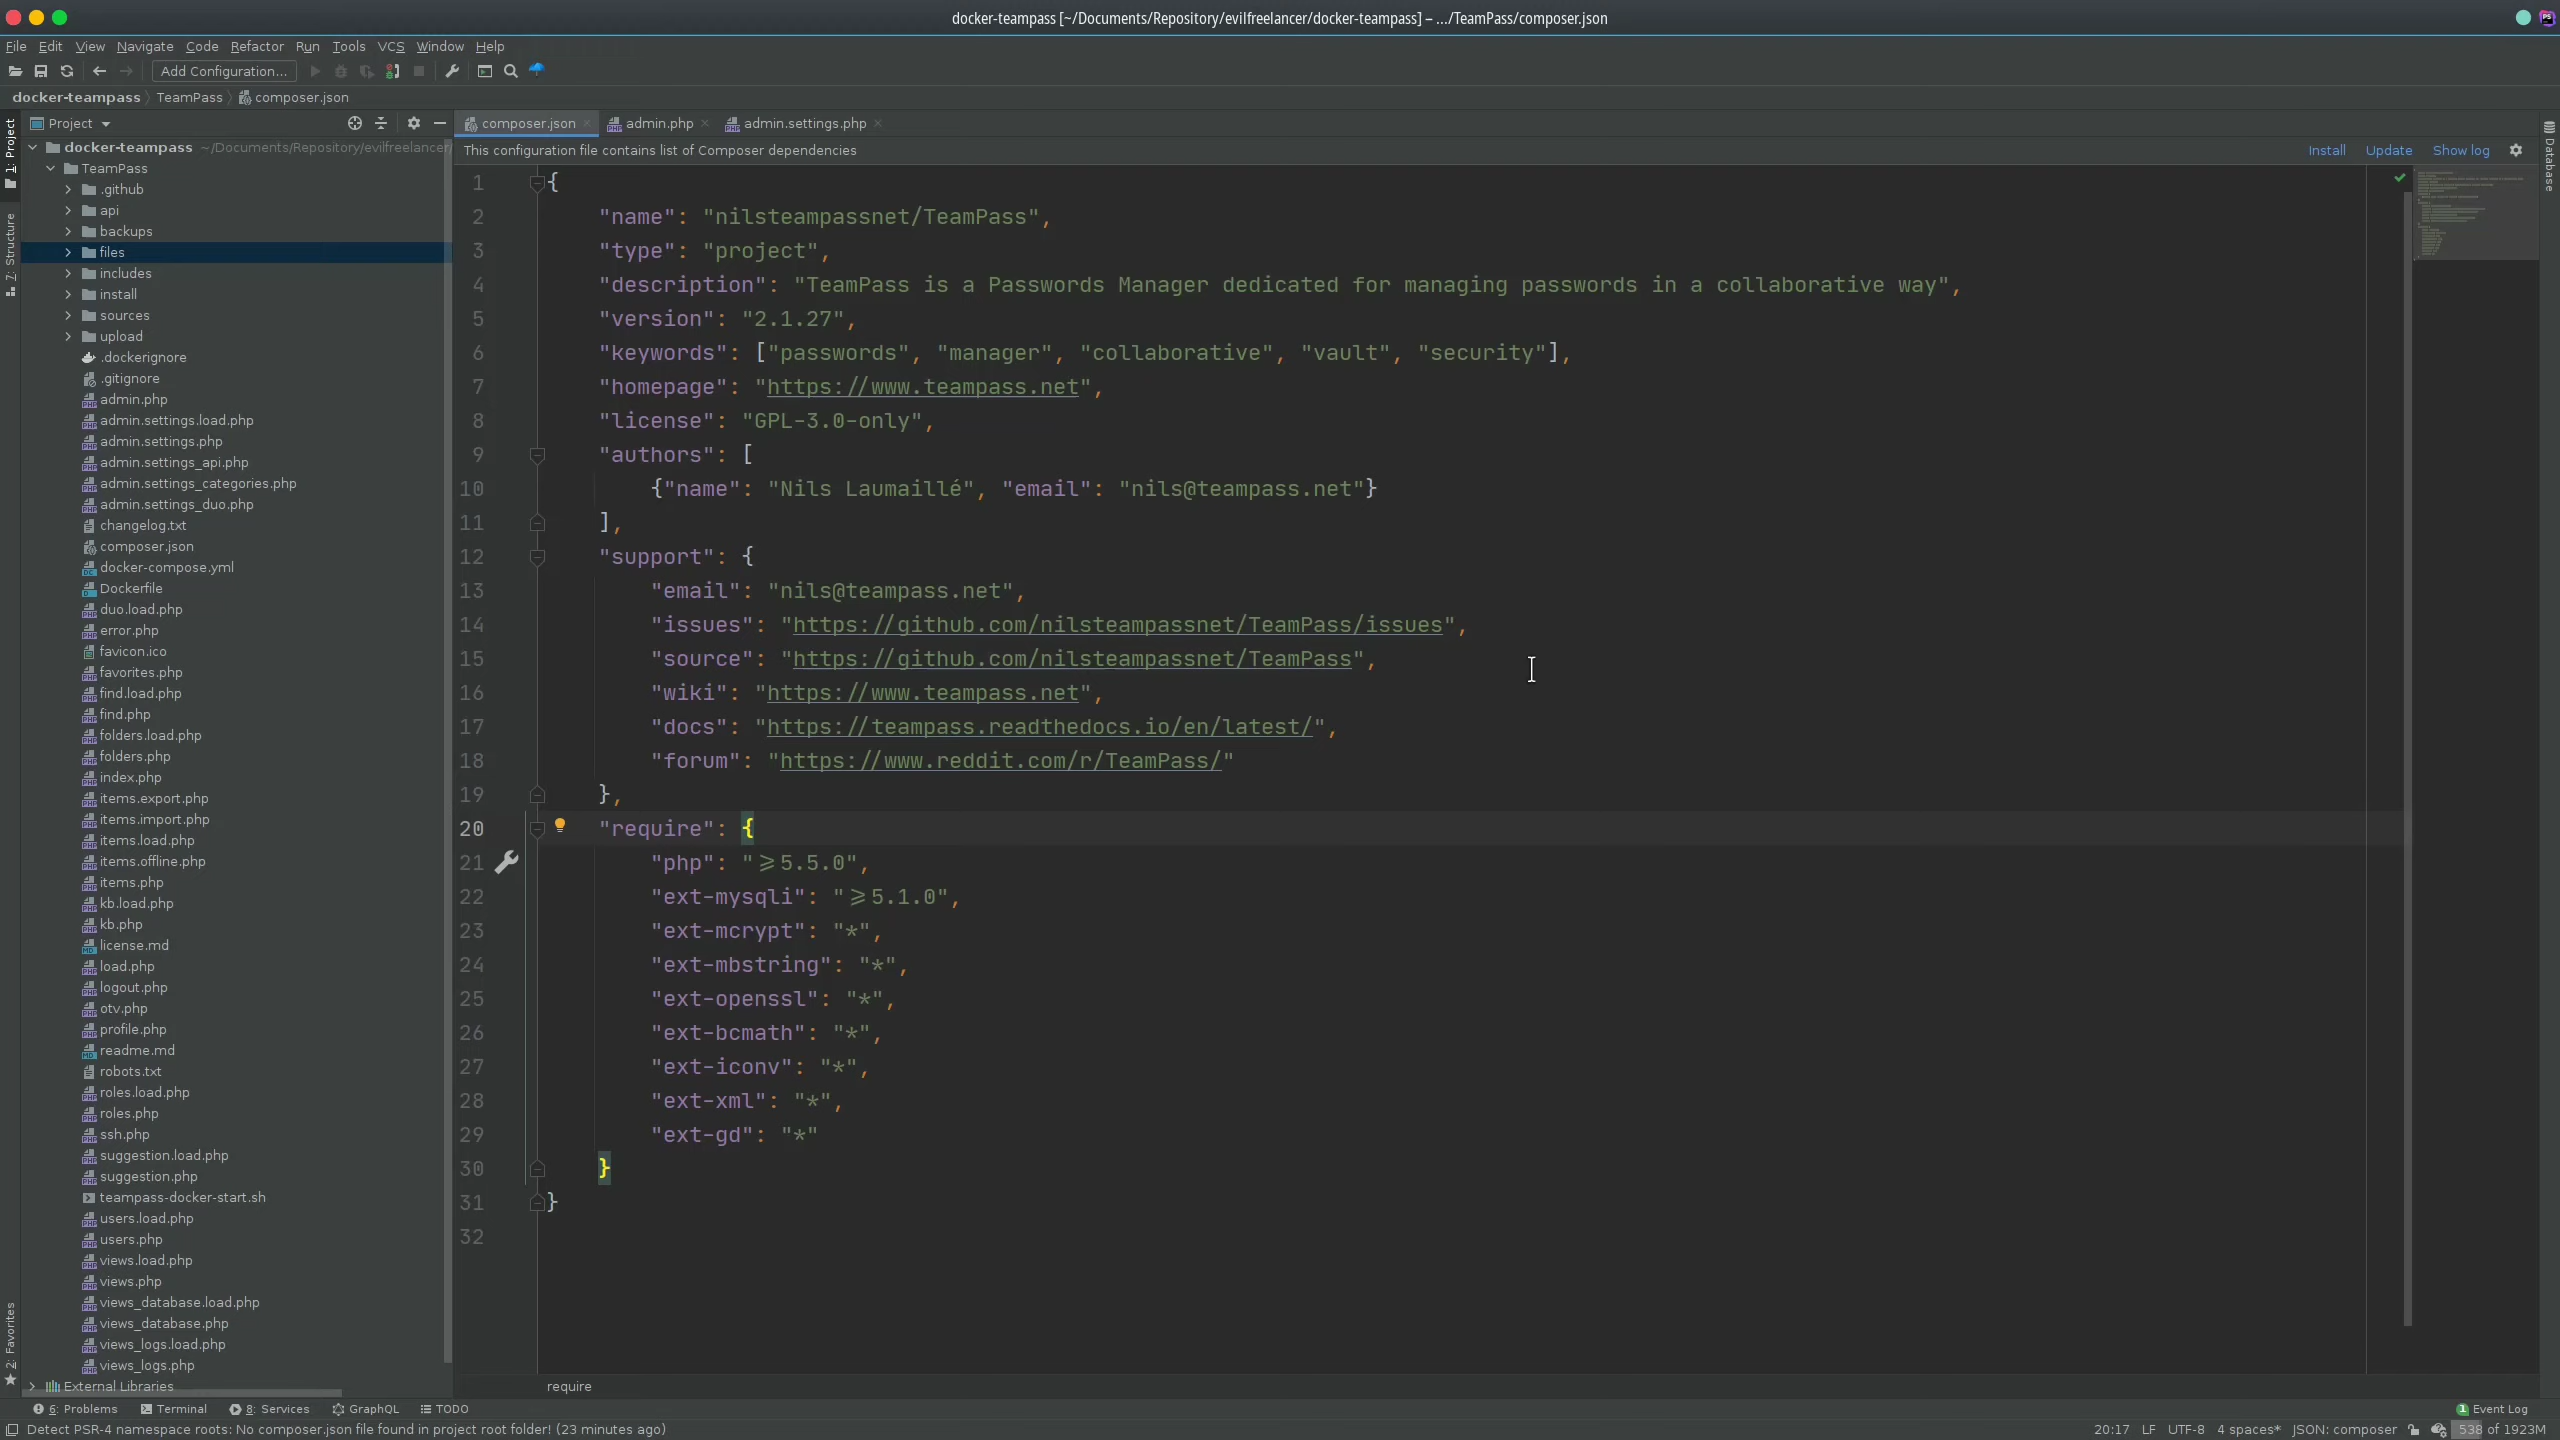 docker-teampass [~/Documents/Repository/evilfreelancer/docker-teampass] – .../TeamPass/composer.json
File Edit View Navigate Code Refactor Run Tools VCS Window Help
Add Configuration...
docker-teampass TeamPass composer.json
Project
composer.json admin.php admin.settings.php
This configuration file contains list of Composer dependencies
Install Update Show log
1: Project
7: Structure
2: Favorites
Database
docker-teampass ~/Documents/Repository/evilfreelancer/
TeamPass
.github
api
backups
files
includes
install
sources
upload
.dockerignore
.gitignore
admin.php
admin.settings.load.php
admin.settings.php
admin.settings_api.php
admin.settings_categories.php
admin.settings_duo.php
changelog.txt
composer.json
docker-compose.yml
Dockerfile
duo.load.php
error.php
favicon.ico
favorites.php
find.load.php
find.php
folders.load.php
folders.php
index.php
items.export.php
items.import.php
items.load.php
items.offline.php
items.php
kb.load.php
kb.php
license.md
load.php
logout.php
otv.php
profile.php
readme.md
robots.txt
roles.load.php
roles.php
ssh.php
suggestion.load.php
suggestion.php
teampass-docker-start.sh
users.load.php
users.php
views.load.php
views.php
views_database.load.php
views_database.php
views_logs.load.php
views_logs.php
External Libraries
1 {
2 "name": "nilsteampassnet/TeamPass",
3 "type": "project",
4 "description": "TeamPass is a Passwords Manager dedicated for managing passwords in a collaborative way",
5 "version": "2.1.27",
6 "keywords": ["passwords", "manager", "collaborative", "vault", "security"],
7 "homepage": "https://www.teampass.net",
8 "license": "GPL-3.0-only",
9 "authors": [
10 {"name": "Nils Laumaillé", "email": "nils@teampass.net"}
11 ],
12 "support": {
13 "email": "nils@teampass.net",
14 "issues": "https://github.com/nilsteampassnet/TeamPass/issues",
15 "source": "https://github.com/nilsteampassnet/TeamPass",
16 "wiki": "https://www.teampass.net",
17 "docs": "https://teampass.readthedocs.io/en/latest/",
18 "forum": "https://www.reddit.com/r/TeamPass/"
19 },
20 "require": {
21 "php": "⩾5.5.0",
22 "ext-mysqli": "⩾5.1.0",
23 "ext-mcrypt": "*",
24 "ext-mbstring": "*",
25 "ext-openssl": "*",
26 "ext-bcmath": "*",
27 "ext-iconv": "*",
28 "ext-xml": "*",
29 "ext-gd": "*"
30 }
31 }
32
require
6: Problems Terminal 8: Services GraphQL TODO 1 Event Log
Detect PSR-4 namespace roots: No composer.json file found in project root folder! (23 minutes ago) 20:17 LF UTF-8 4 spaces* JSON: composer 538 of 1923M